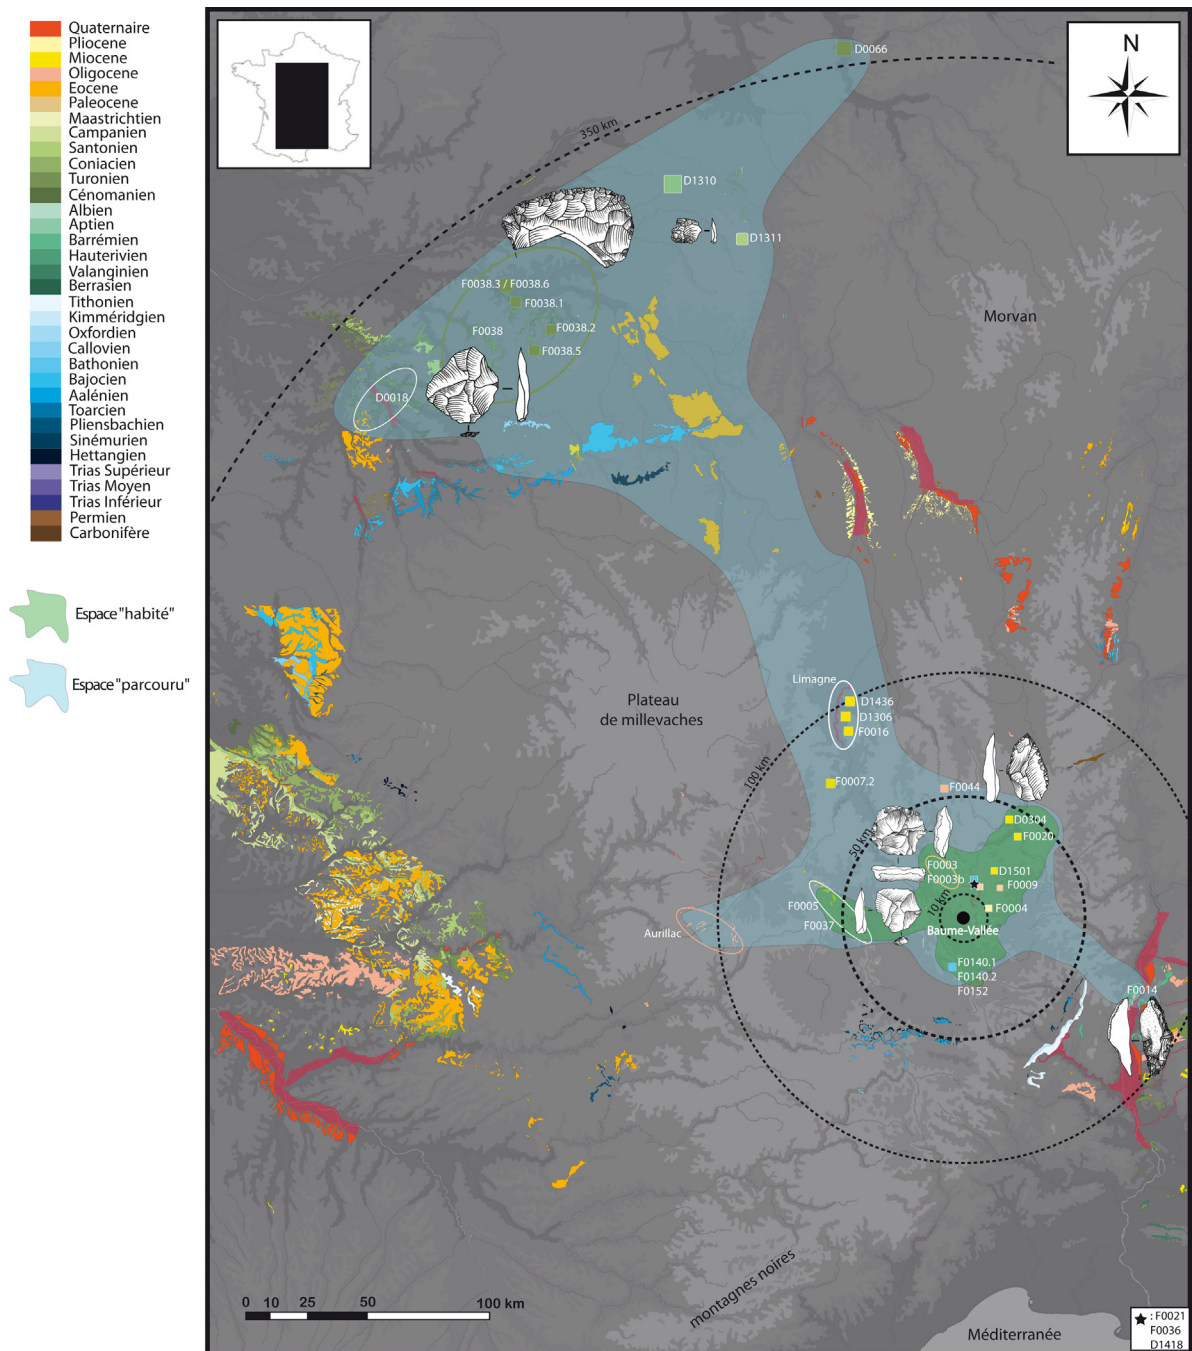 Quaternaire
Pliocene
Miocene
Oligocene
Eocene
Paleocene
Maastrichtien
Campanien
Santonien
Coniacien
Turonien
Cénomanien
Albien
Aptien
Barrémien
Hauterivien
Valanginien
Berrasien
Tithonien
Kimméridgien
Oxfordien
Callovien
Bathonien
Bajocien
Aalénien
Toarcien
Pliensbachien
Sinémurien
Hettangien
Trias Supérieur
Trias Moyen
Trias Inférieur
Permien
Carbonifère
Espace "habité"
Espace "parcouru"
N
D0066
350 km
D1310
D1311
F0038.3 / F0038.6
F0038.1
F0038
F0038.2
F0038.5
D0018
Morvan
Plateau
de millevaches
Limagne
D1436
D1306
F0016
100 km
F0007.2
F0044
50 km
D0304
F0020
F0003
F0003b
D1501
F0009
F0005
F0037
10 km
F0004
Baume-Vallée
Aurillac
F0140.1
F0140.2
F0152
F0014
montagnes noires
0 10 25 50 100 km
Méditerranée
: F0021
F0036
D1418